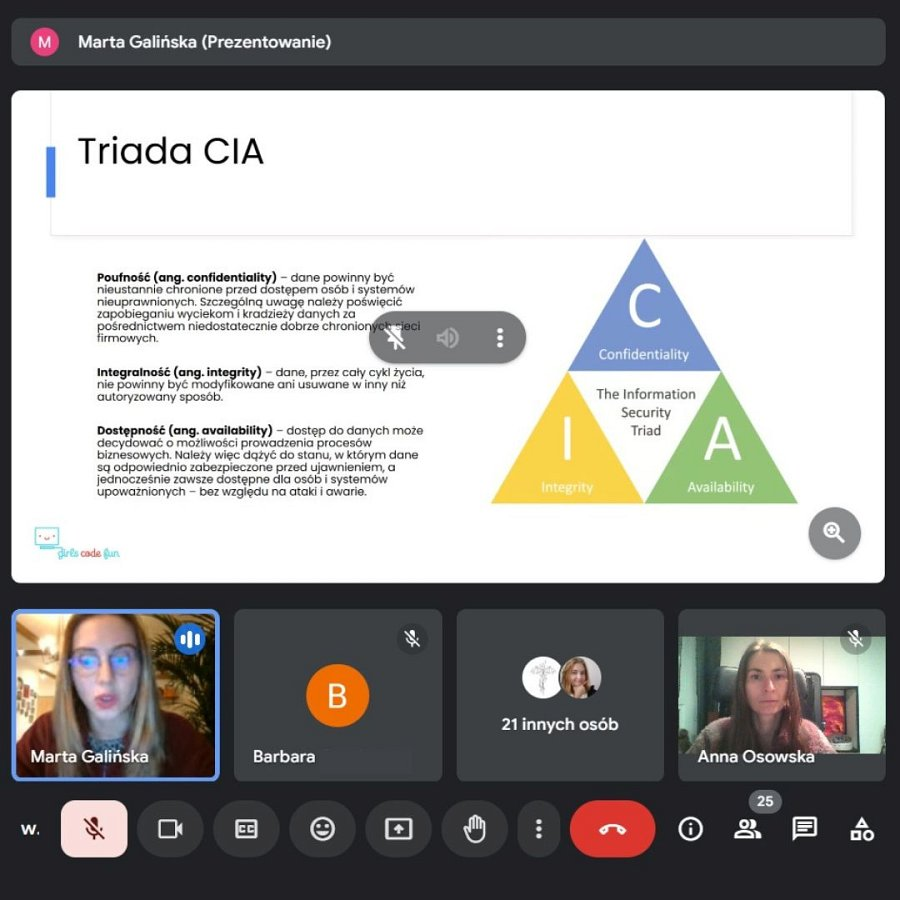 M
Marta Galińska (Prezentowanie)
Triada CIA
Poufność (ang. confidentiality) – dane powinny być
nieustannie chronione przed dostępem osób i systemów
nieuprawnionych. Szczególną uwagę należy poświęcić
zapobieganiu wyciekom i kradzieży danych za
pośrednictwem niedostatecznie dobrze chronionych sieci
firmowych.
Integralność (ang. integrity) – dane, przez cały cykl życia,
nie powinny być modyfikowane ani usuwane w inny niż
autoryzowany sposób.
Dostępność (ang. availability) – dostęp do danych może
decydować o możliwości prowadzenia procesów
biznesowych. Należy więc dążyć do stanu, w którym dane
są odpowiednio zabezpieczone przed ujawnieniem, a
jednocześnie zawsze dostępne dla osób i systemów
upoważnionych – bez względu na ataki i awarie.
C
Confidentiality
The Information
Security
Triad
I
Integrity
A
Availability
girls code fun
Marta Galińska
B
Barbara
21 innych osób
Anna Osowska
w.
CC
25